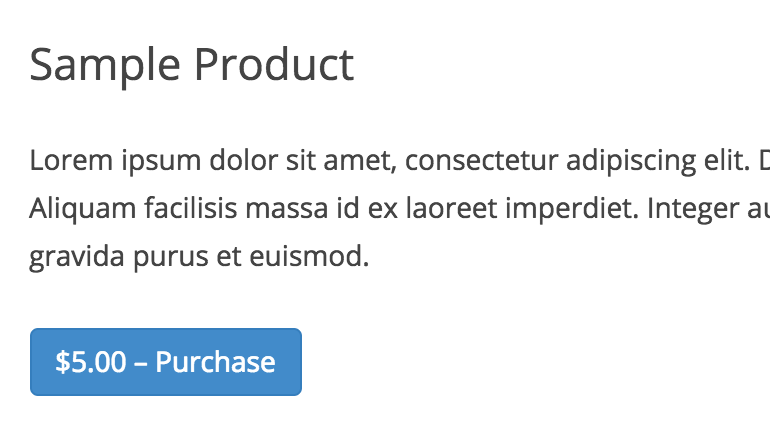 Sample Product
Lorem ipsum dolor sit amet, consectetur adipiscing elit.
Aliquam facilisis massa id ex laoreet imperdiet. Integer
gravida purus et euismod.
$5.00 – Purchase